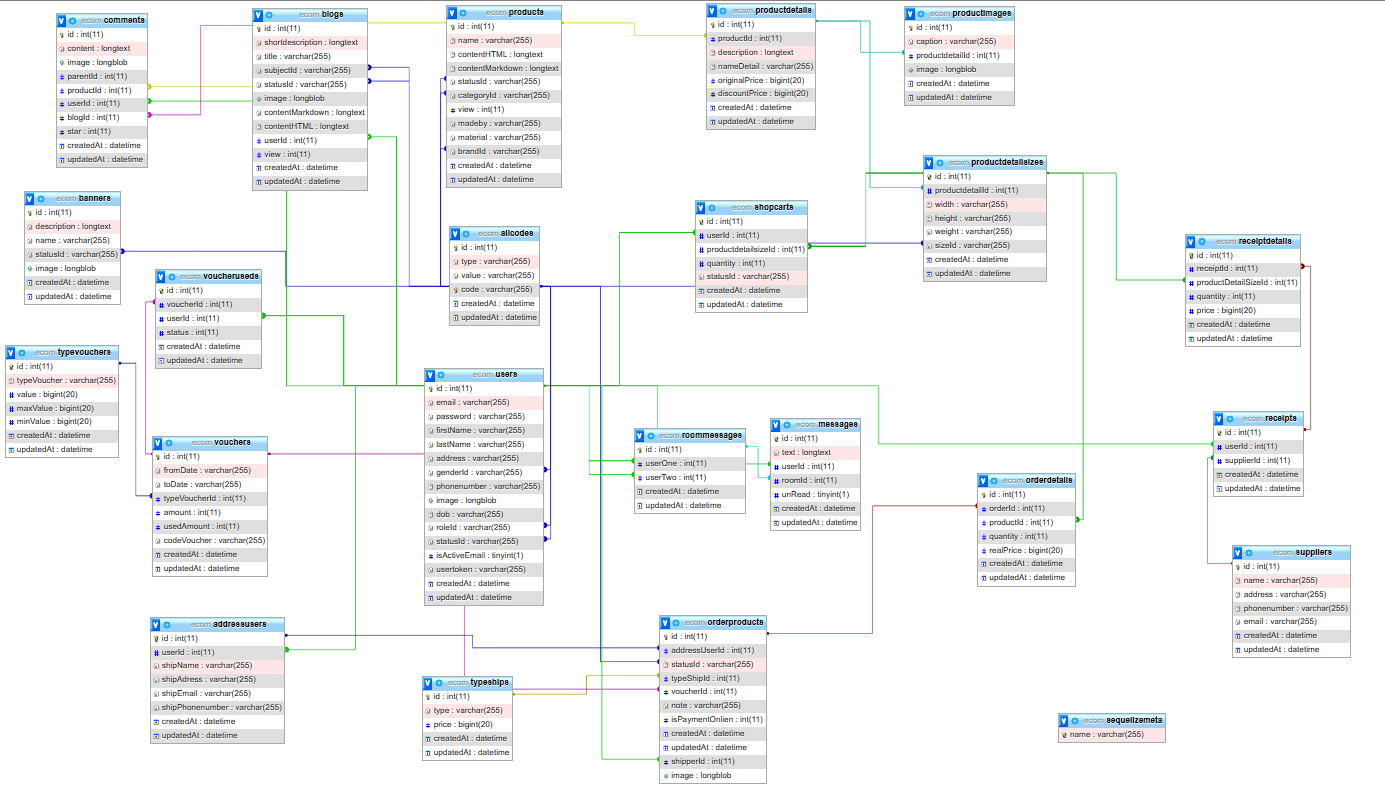 ecom comments
id : int(11)
content : longtext
image : longblob
parentId : int(11)
productId : int(11)
userId : int(11)
blogId : int(11)
star : int(11)
createdAt : datetime
updatedAt : datetime
ecom blogs
id : int(11)
shortdescription : longtext
title : varchar(255)
subjectId : varchar(255)
statusId : varchar(255)
image : longblob
contentMarkdown : longtext
contentHTML : longtext
userId : int(11)
view : int(11)
createdAt : datetime
updatedAt : datetime
ecom products
id : int(11)
name : varchar(255)
contentHTML : longtext
contentMarkdown : longtext
statusId : varchar(255)
categoryId : varchar(255)
view : int(11)
madeby : varchar(255)
material : varchar(255)
brandId : varchar(255)
createdAt : datetime
updatedAt : datetime
ecom productdetails
id : int(11)
productId : int(11)
description : longtext
nameDetail : varchar(255)
originalPrice : bigint(20)
discountPrice : bigint(20)
createdAt : datetime
updatedAt : datetime
ecom productimages
id : int(11)
caption : varchar(255)
productdetailId : int(11)
image : longblob
createdAt : datetime
updatedAt : datetime
ecom productdetailsizes
id : int(11)
productdetailId : int(11)
width : varchar(255)
height : varchar(255)
weight : varchar(255)
sizeId : varchar(255)
createdAt : datetime
updatedAt : datetime
ecom banners
id : int(11)
description : longtext
name : varchar(255)
statusId : varchar(255)
image : longblob
createdAt : datetime
updatedAt : datetime
ecom shopcarts
id : int(11)
userId : int(11)
productdetailsizeId : int(11)
quantity : int(11)
statusId : varchar(255)
createdAt : datetime
updatedAt : datetime
ecom allcodes
id : int(11)
type : varchar(255)
value : varchar(255)
code : varchar(255)
createdAt : datetime
updatedAt : datetime
ecom receiptdetails
id : int(11)
receiptId : int(11)
productDetailSizeId : int(11)
quantity : int(11)
price : bigint(20)
createdAt : datetime
updatedAt : datetime
ecom voucheruseds
id : int(11)
voucherId : int(11)
userId : int(11)
status : int(11)
createdAt : datetime
updatedAt : datetime
ecom typevouchers
id : int(11)
typeVoucher : varchar(255)
value : bigint(20)
maxValue : bigint(20)
minValue : bigint(20)
createdAt : datetime
updatedAt : datetime
ecom users
id : int(11)
email : varchar(255)
password : varchar(255)
firstName : varchar(255)
lastName : varchar(255)
address : varchar(255)
genderId : varchar(255)
phonenumber : varchar(255)
image : longblob
dob : varchar(255)
roleId : varchar(255)
statusId : varchar(255)
isActiveEmail : tinyint(1)
usertoken : varchar(255)
createdAt : datetime
updatedAt : datetime
ecom vouchers
id : int(11)
fromDate : varchar(255)
toDate : varchar(255)
typeVoucherId : int(11)
amount : int(11)
usedAmount : int(11)
codeVoucher : varchar(255)
createdAt : datetime
updatedAt : datetime
ecom roommessages
id : int(11)
userOne : int(11)
userTwo : int(11)
createdAt : datetime
updatedAt : datetime
ecom messages
id : int(11)
text : longtext
userId : int(11)
roomId : int(11)
unRead : tinyint(1)
createdAt : datetime
updatedAt : datetime
ecom receipts
id : int(11)
userId : int(11)
supplierId : int(11)
createdAt : datetime
updatedAt : datetime
ecom orderdetails
id : int(11)
orderId : int(11)
productId : int(11)
quantity : int(11)
realPrice : bigint(20)
createdAt : datetime
updatedAt : datetime
ecom suppliers
id : int(11)
name : varchar(255)
address : varchar(255)
phonenumber : varchar(255)
email : varchar(255)
createdAt : datetime
updatedAt : datetime
ecom addressusers
id : int(11)
userId : int(11)
shipName : varchar(255)
shipAdress : varchar(255)
shipEmail : varchar(255)
shipPhonenumber : varchar(255)
createdAt : datetime
updatedAt : datetime
ecom orderproducts
id : int(11)
addressUserId : int(11)
statusId : varchar(255)
typeShipId : int(11)
voucherId : int(11)
note : varchar(255)
isPaymentOnlien : int(11)
createdAt : datetime
updatedAt : datetime
shipperId : int(11)
image : longblob
ecom typeships
id : int(11)
type : varchar(255)
price : bigint(20)
createdAt : datetime
updatedAt : datetime
ecom sequelizemeta
name : varchar(255)